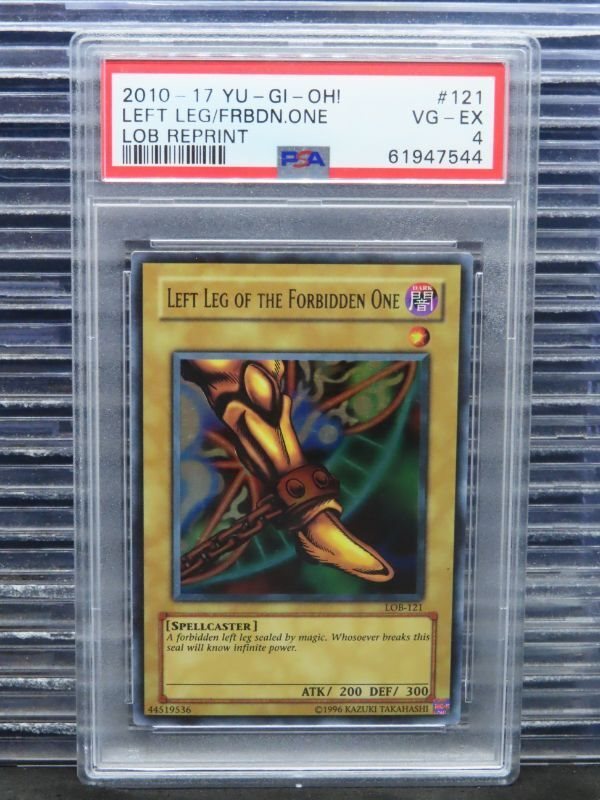 2010-17 YU-GI-OH! #121
LEFT LEG/FRBDN.ONE VG-EX
LOB REPRINT 4
PSA 61947544
LEFT LEG OF THE FORBIDDEN ONE
DARK
闇
LOB-121
[SPELLCASTER]
A forbidden left leg sealed by magic. Whosoever breaks this
seal will know infinite power.
ATK/ 200 DEF/ 300
44519536 ©1996 KAZUKI TAKAHASHI